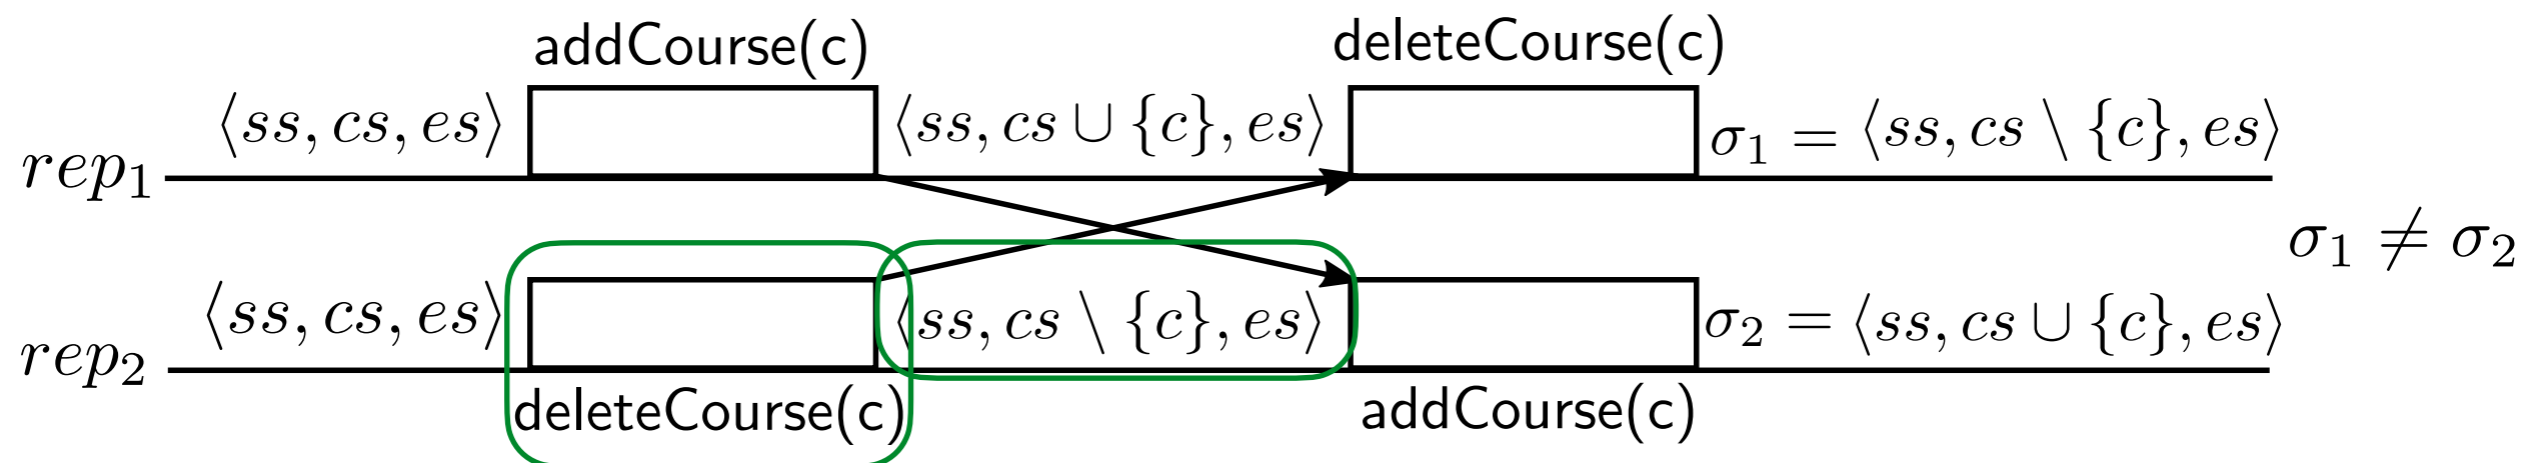 addCourse(c) deleteCourse(c)
⟨ss, cs, es⟩ ⟨ss, cs ∪ {c}, es⟩ σ₁ = ⟨ss, cs \ {c}, es⟩
rep₁
σ₁ ≠ σ₂
⟨ss, cs, es⟩ ⟨ss, cs \ {c}, es⟩ σ₂ = ⟨ss, cs ∪ {c}, es⟩
rep₂
deleteCourse(c) addCourse(c)